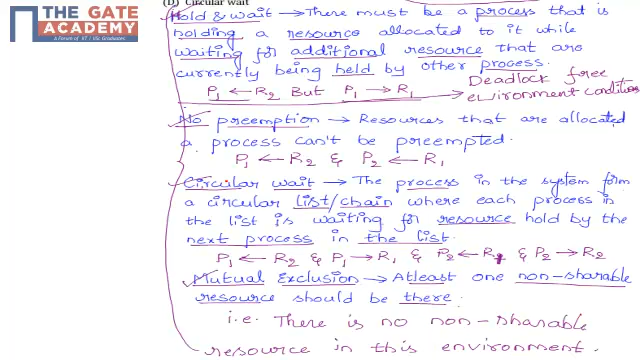 (D) Circular wait
THE GATE
ACADEMY
A Forum of IIT / IISc Graduates
Hold & wait → There must be a process that is
holding a resource allocated to it while
waiting for additional resource that are
currently being held by other process.
P1 ← R2 But P1 → R1 → Deadlock free
environment condition
No preemption → Resources that are allocated
a process can't be preempted.
P1 ← R2 & P2 ← R1
Circular wait → The process in the system form
a circular list/chain where each process in
the list is waiting for resource hold by the
next process in the list.
P1 ← R2 & P1 → R1 & P2 ← R1 & P2 → R2
Mutual Exclusion → Atleast one non-sharable
resource should be there.
i.e. There is no non-sharable
resource in this environment.